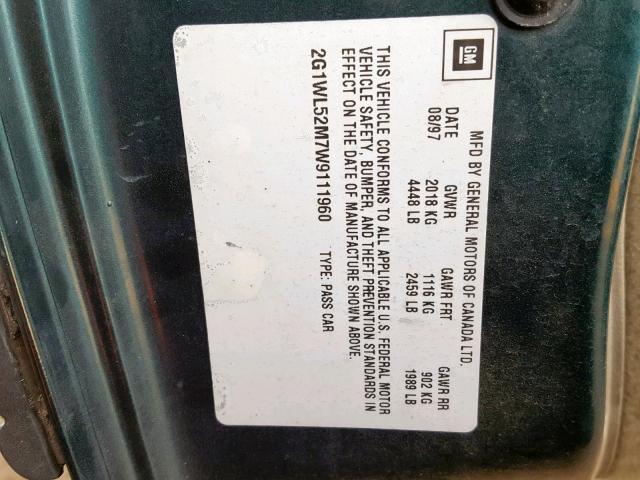 GM
MFD BY GENERAL MOTORS OF CANADA LTD.
DATE GVWR GAWR FRT GAWR RR
08/97 2018 KG 1116 KG 902 KG
4448 LB 2459 LB 1989 LB
THIS VEHICLE CONFORMS TO ALL APPLICABLE U.S. FEDERAL MOTOR
VEHICLE SAFETY, BUMPER, AND THEFT PREVENTION STANDARDS IN
EFFECT ON THE DATE OF MANUFACTURE SHOWN ABOVE.
2G1WL52M7W9111960 TYPE: PASS CAR